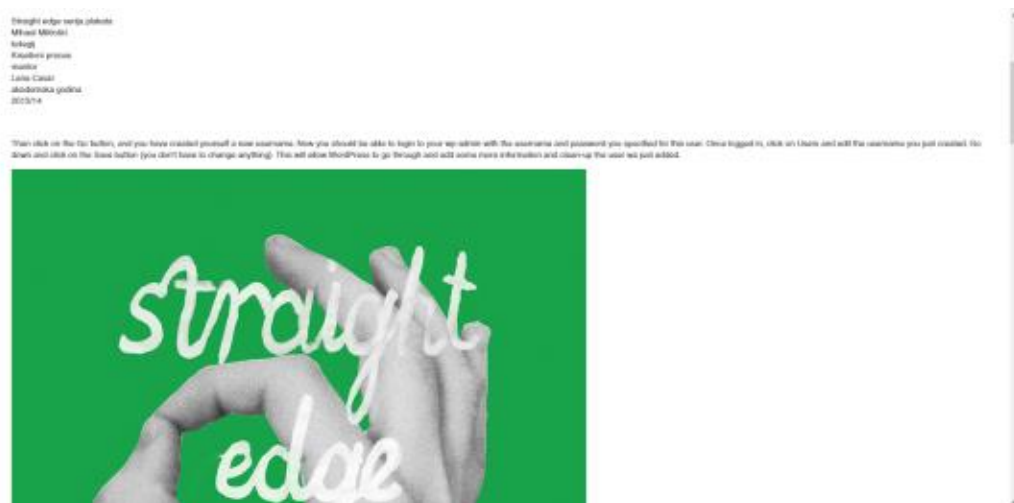 Straight edge serija plakata
Mihael
kolegij
Kreativni proces
mentor
akademska godina
2013/14
Then click on the Go button, and you have created yourself a new username. Now you should be able to login to your wp-admin with the username and password you specified for this user. Once logged in, click on Users and edit the username you just created. Go
down and click on the Save button (you don't have to change anything). This will allow WordPress to go through and add some more information and clean-up the user we just added.
straight
edge